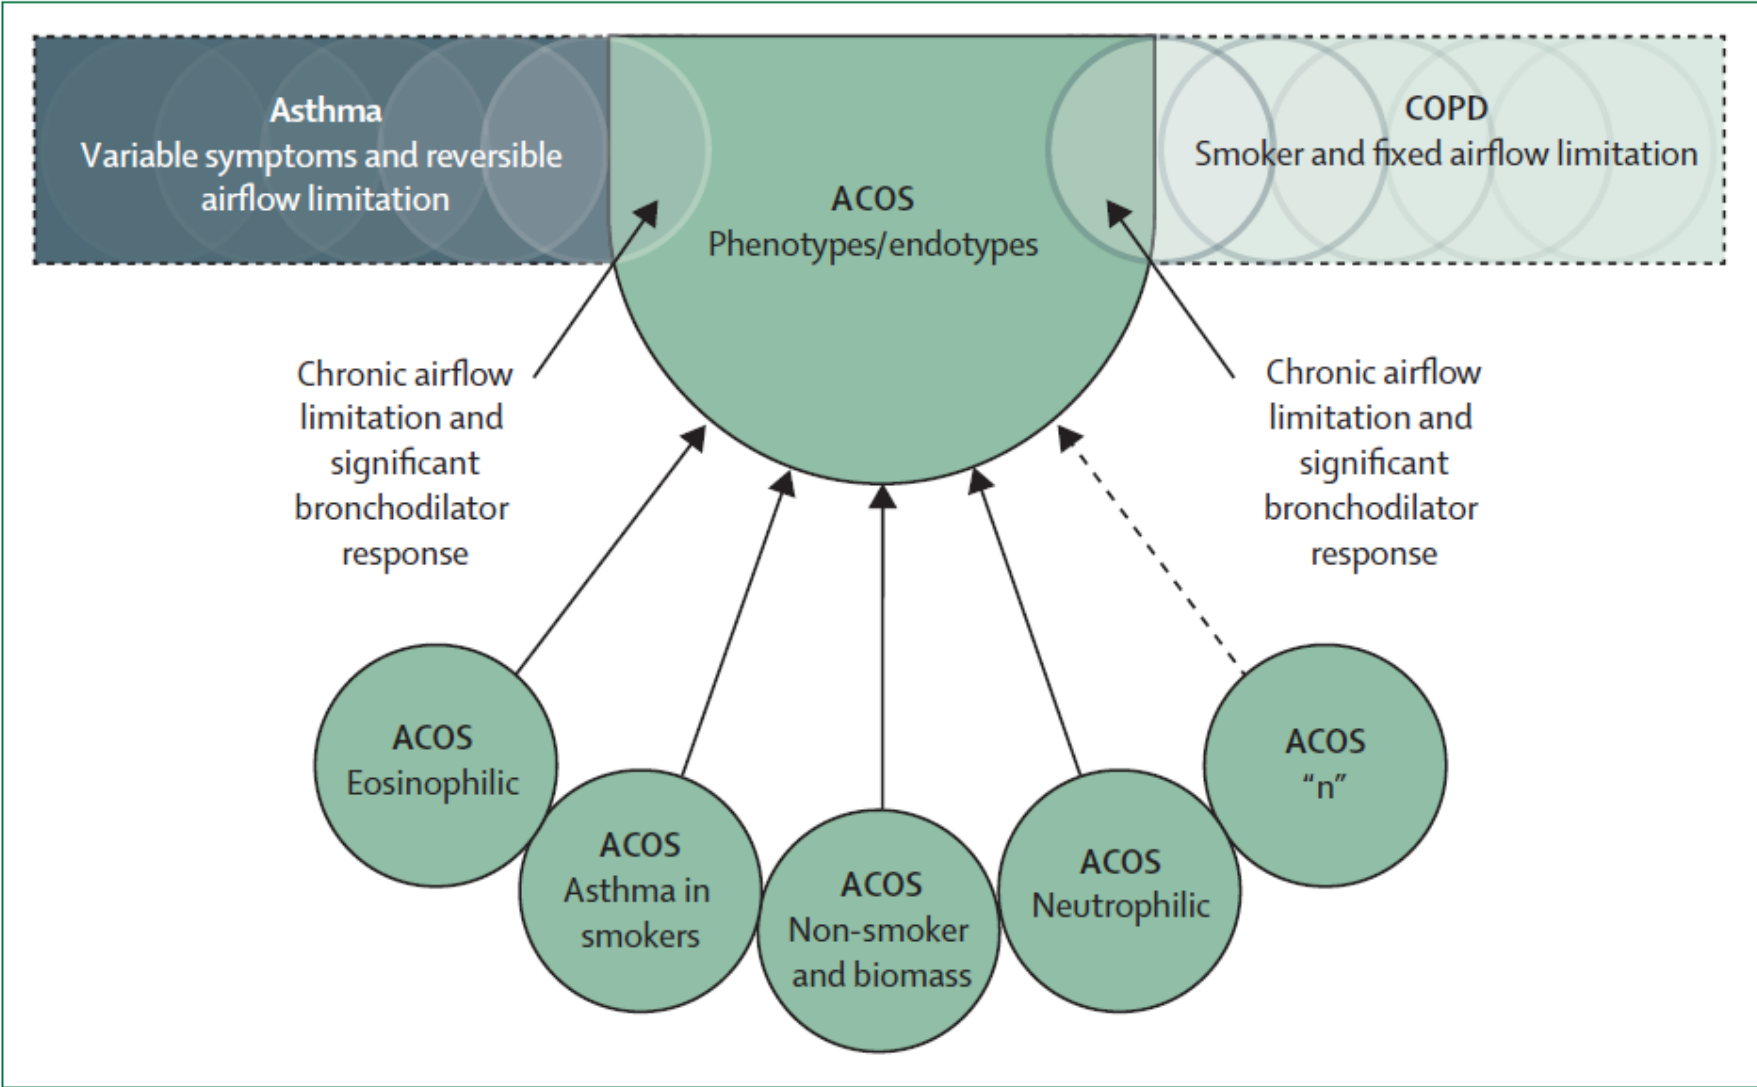 Asthma
Variable symptoms and reversible
airflow limitation
ACOS
Phenotypes/endotypes
COPD
Smoker and fixed airflow limitation
Chronic airflow
limitation and
significant
bronchodilator
response
Chronic airflow
limitation and
significant
bronchodilator
response
ACOS
Eosinophilic
ACOS
Asthma in
smokers
ACOS
Non-smoker
and biomass
ACOS
Neutrophilic
ACOS
“n”